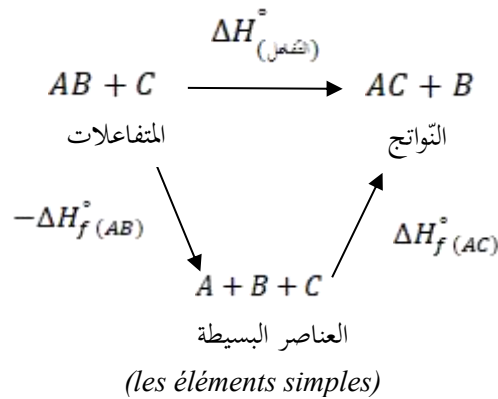 ΔH°(التفاعل)
AB + C → AC + B
المتفاعلات النّواتج
−ΔH°f (AB) ΔH°f (AC)
A + B + C
العناصر البسيطة
(les éléments simples)